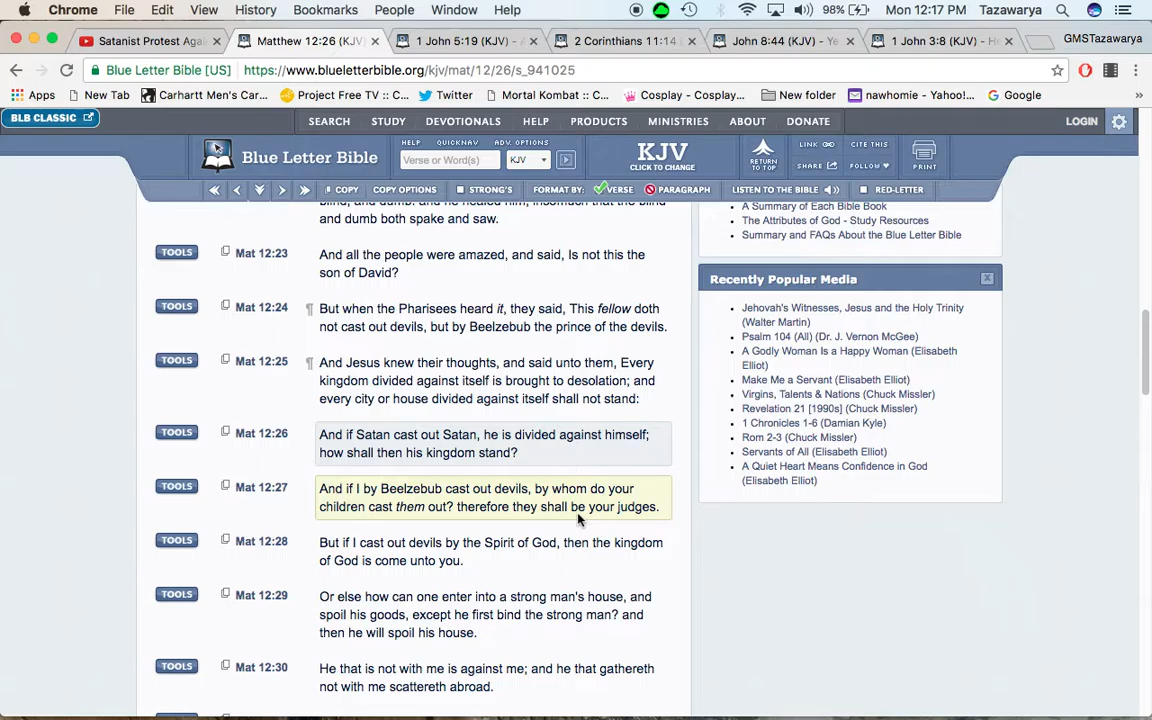 Chrome File Edit View History Bookmarks People Window Help 98% Mon 12:17 PM Tazawarya
Satanist Protest Aga
Matthew 12:26 (KJV)
1 John 5:19 (KJV) - A
2 Corinthians 11:14
John 8:44 (KJV) - Ye
1 John 3:8 (KJV) - He
GMSTazawarya
Blue Letter Bible [US] https://www.blueletterbible.org/kjv/mat/12/26/s_941025
Apps New Tab Carhartt Men's Car... Project Free TV :: C... Twitter Mortal Kombat :: C... Cosplay - Cosplay... New folder nawhomie - Yahoo!... Google »
BLB CLASSIC
SEARCH STUDY DEVOTIONALS HELP PRODUCTS MINISTRIES ABOUT DONATE LOGIN
Blue Letter Bible
HELP QUICKNAV ADV. OPTIONS
Verse or Word(s) KJV
KJV
CLICK TO CHANGE
RETURN
TO TOP
LINK CITE THIS
SHARE FOLLOW
PRINT
COPY COPY OPTIONS STRONG'S FORMAT BY: VERSE PARAGRAPH LISTEN TO THE BIBLE RED-LETTER
blind, and dumb: and he healed him, insomuch that the blind
and dumb both spake and saw.
TOOLS Mat 12:23 And all the people were amazed, and said, Is not this the
son of David?
TOOLS Mat 12:24 ¶ But when the Pharisees heard it, they said, This fellow doth
not cast out devils, but by Beelzebub the prince of the devils.
TOOLS Mat 12:25 ¶ And Jesus knew their thoughts, and said unto them, Every
kingdom divided against itself is brought to desolation; and
every city or house divided against itself shall not stand:
TOOLS Mat 12:26 And if Satan cast out Satan, he is divided against himself;
how shall then his kingdom stand?
TOOLS Mat 12:27 And if I by Beelzebub cast out devils, by whom do your
children cast them out? therefore they shall be your judges.
TOOLS Mat 12:28 But if I cast out devils by the Spirit of God, then the kingdom
of God is come unto you.
TOOLS Mat 12:29 Or else how can one enter into a strong man's house, and
spoil his goods, except he first bind the strong man? and
then he will spoil his house.
TOOLS Mat 12:30 He that is not with me is against me; and he that gathereth
not with me scattereth abroad.
A Summary of Each Bible Book
The Attributes of God - Study Resources
Summary and FAQs About the Blue Letter Bible
Recently Popular Media
Jehovah's Witnesses, Jesus and the Holy Trinity
(Walter Martin)
Psalm 104 (All) (Dr. J. Vernon McGee)
A Godly Woman Is a Happy Woman (Elisabeth
Elliot)
Make Me a Servant (Elisabeth Elliot)
Virgins, Talents & Nations (Chuck Missler)
Revelation 21 [1990s] (Chuck Missler)
1 Chronicles 1-6 (Damian Kyle)
Rom 2-3 (Chuck Missler)
Servants of All (Elisabeth Elliot)
A Quiet Heart Means Confidence in God
(Elisabeth Elliot)